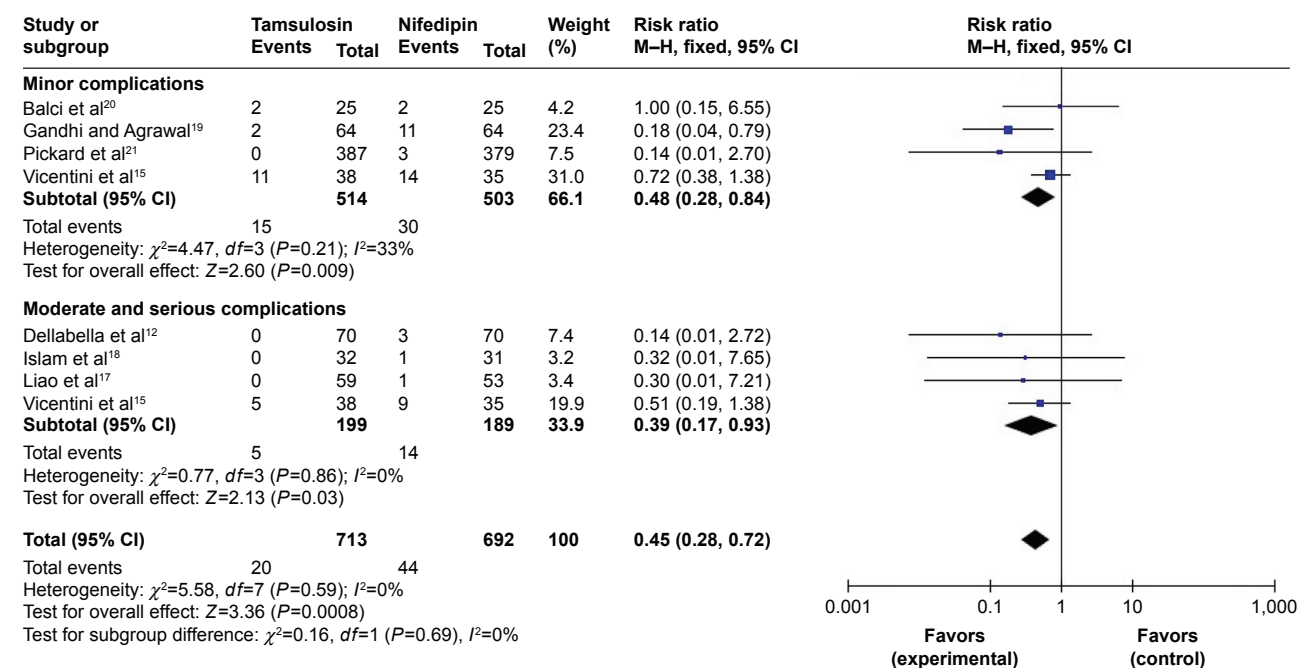 Study or subgroup Tamsulosin Events Total Nifedipin Events Total Weight (%) Risk ratio M–H, fixed, 95% CI Risk ratio M–H, fixed, 95% CI
Minor complications
Balci et al20 2 25 2 25 4.2 1.00 (0.15, 6.55)
Gandhi and Agrawal19 2 64 11 64 23.4 0.18 (0.04, 0.79)
Pickard et al21 0 387 3 379 7.5 0.14 (0.01, 2.70)
Vicentini et al15 11 38 14 35 31.0 0.72 (0.38, 1.38)
Subtotal (95% CI) 514 503 66.1 0.48 (0.28, 0.84)
Total events 15 30
Heterogeneity: χ2=4.47, df=3 (P=0.21); I2=33%
Test for overall effect: Z=2.60 (P=0.009)
Moderate and serious complications
Dellabella et al12 0 70 3 70 7.4 0.14 (0.01, 2.72)
Islam et al18 0 32 1 31 3.2 0.32 (0.01, 7.65)
Liao et al17 0 59 1 53 3.4 0.30 (0.01, 7.21)
Vicentini et al15 5 38 9 35 19.9 0.51 (0.19, 1.38)
Subtotal (95% CI) 199 189 33.9 0.39 (0.17, 0.93)
Total events 5 14
Heterogeneity: χ2=0.77, df=3 (P=0.86); I2=0%
Test for overall effect: Z=2.13 (P=0.03)
Total (95% CI) 713 692 100 0.45 (0.28, 0.72)
Total events 20 44
Heterogeneity: χ2=5.58, df=7 (P=0.59); I2=0%
Test for overall effect: Z=3.36 (P=0.0008)
Test for subgroup difference: χ2=0.16, df=1 (P=0.69), I2=0%
0.001 0.1 1 10 1,000
Favors (experimental) Favors (control)